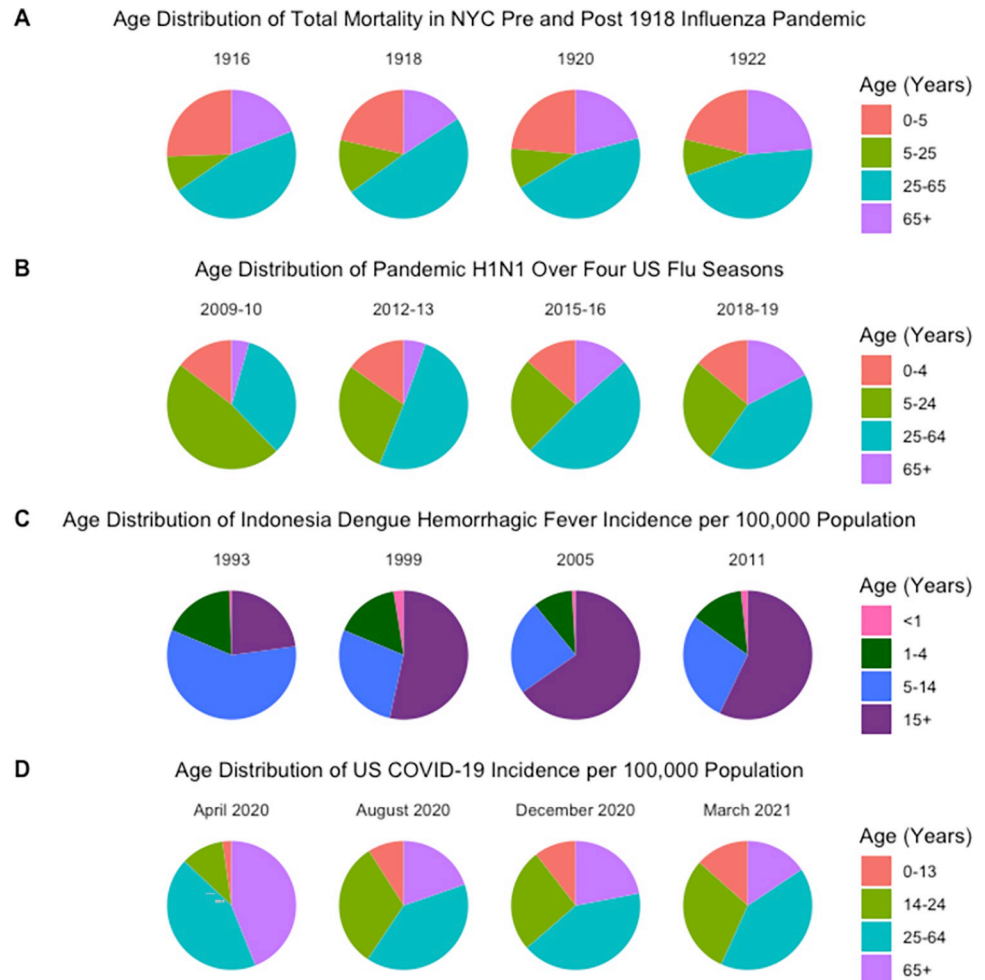 A
Age Distribution of Total Mortality in NYC Pre and Post 1918 Influenza Pandemic
1916
1918
1920
1922
Age (Years)
0-5
5-25
25-65
65+
B
Age Distribution of Pandemic H1N1 Over Four US Flu Seasons
2009-10
2012-13
2015-16
2018-19
Age (Years)
0-4
5-24
25-64
65+
C
Age Distribution of Indonesia Dengue Hemorrhagic Fever Incidence per 100,000 Population
1993
1999
2005
2011
Age (Years)
<1
1-4
5-14
15+
D
Age Distribution of US COVID-19 Incidence per 100,000 Population
April 2020
August 2020
December 2020
March 2021
Age (Years)
0-13
14-24
25-64
65+